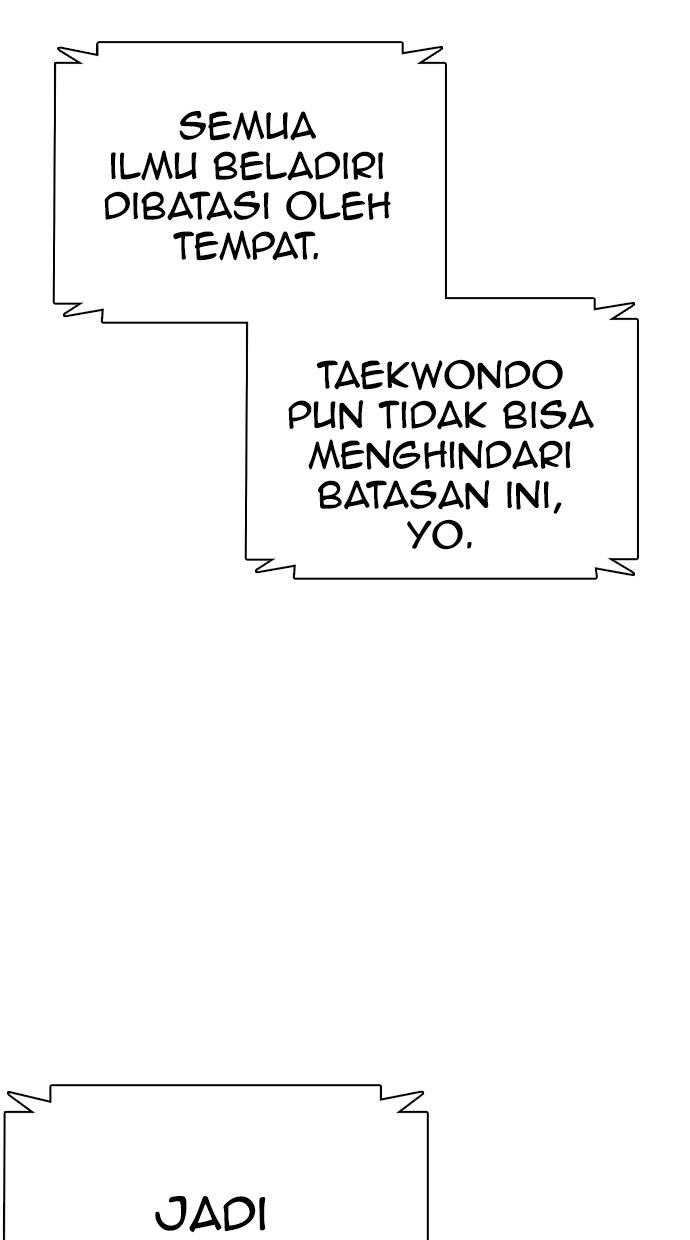 SEMUA
ILMU BELADIRI
DIBATASI OLEH
TEMPAT.
TAEKWONDO
PUN TIDAK BISA
MENGHINDARI
BATASAN INI,
YO.
JADI